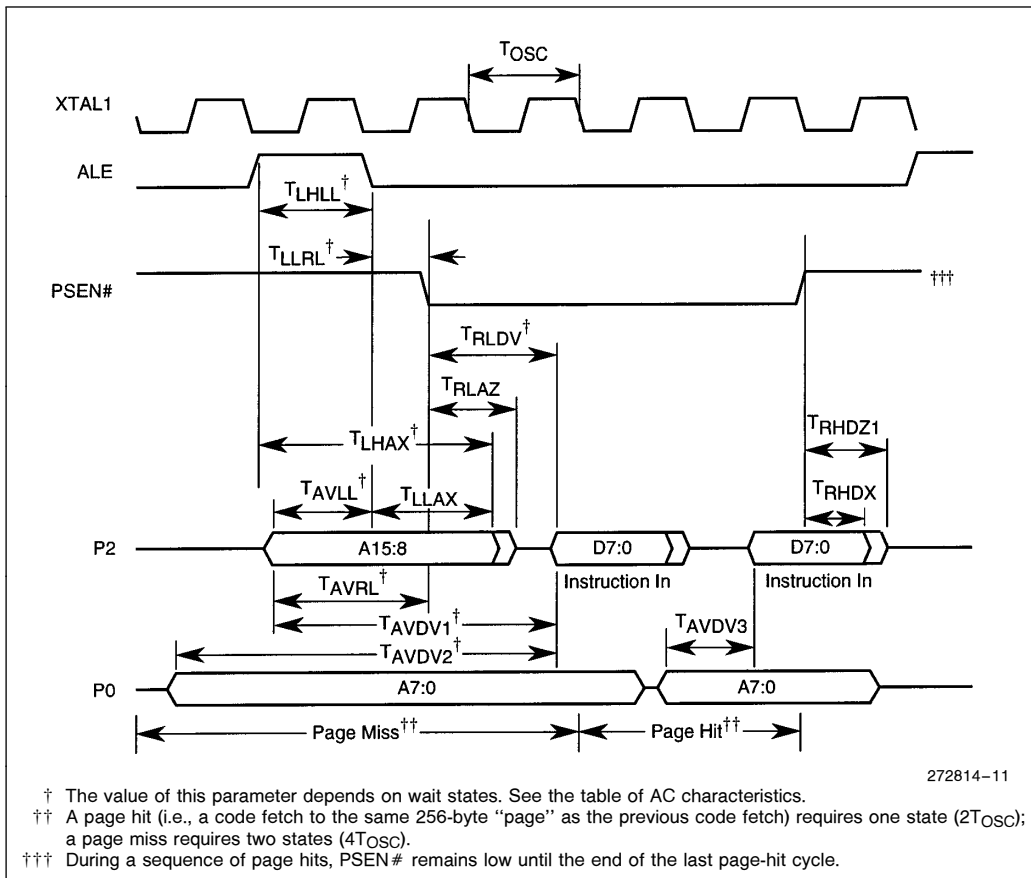 TOSC
XTAL1
ALE
TLHLL†
TLLRL†
PSEN#
†††
TRLDV†
TRLAZ
TRHDZ1
TLHAX†
TRHDX
TAVLL†
TLLAX
P2
A15:8
D7:0
D7:0
Instruction In
Instruction In
TAVRL†
TAVDV1†
TAVDV3
TAVDV2†
P0
A7:0
A7:0
Page Miss††
Page Hit††
272814–11
† The value of this parameter depends on wait states. See the table of AC characteristics.
†† A page hit (i.e., a code fetch to the same 256-byte "page" as the previous code fetch) requires one state (2TOSC);
a page miss requires two states (4TOSC).
††† During a sequence of page hits, PSEN# remains low until the end of the last page-hit cycle.